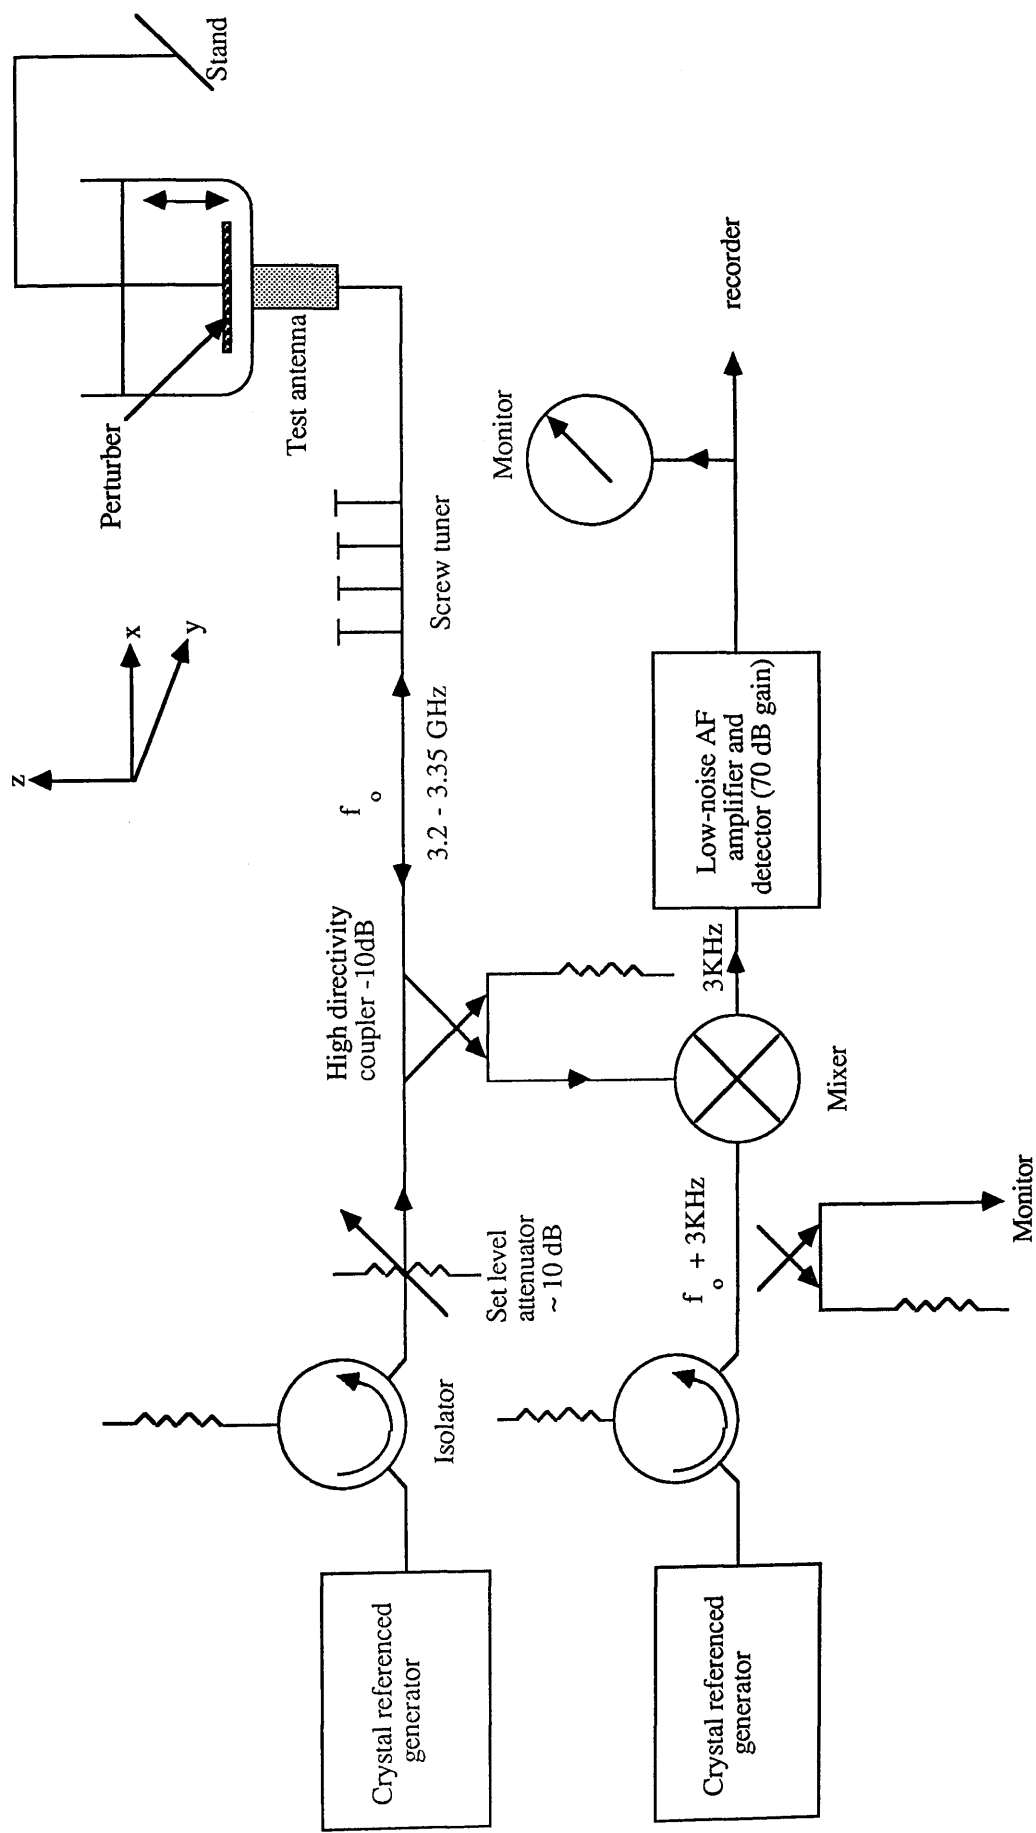 Stand
Perturber
Test antenna
z
x
y
Screw tuner
f o
3.2 - 3.35 GHz
High directivity
coupler -10dB
Set level
attenuator
~ 10 dB
Isolator
Crystal referenced
generator
Monitor
recorder
Low-noise AF
amplifier and
detector (70 dB gain)
3KHz
Mixer
f o + 3KHz
Monitor
Crystal referenced
generator